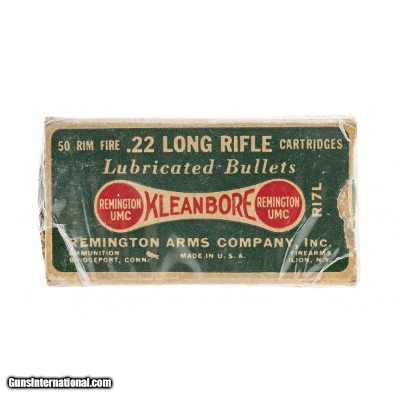 50 RIM FIRE .22 LONG RIFLE CARTRIDGES
Lubricated Bullets
REMINGTON UMC KLEANBORE REMINGTON UMC
R17L
REMINGTON ARMS COMPANY, INC.
AMMUNITION MADE IN U.S.A. FIREARMS
BRIDGEPORT, CONN. ILION, N.Y.
GunsInternational.com